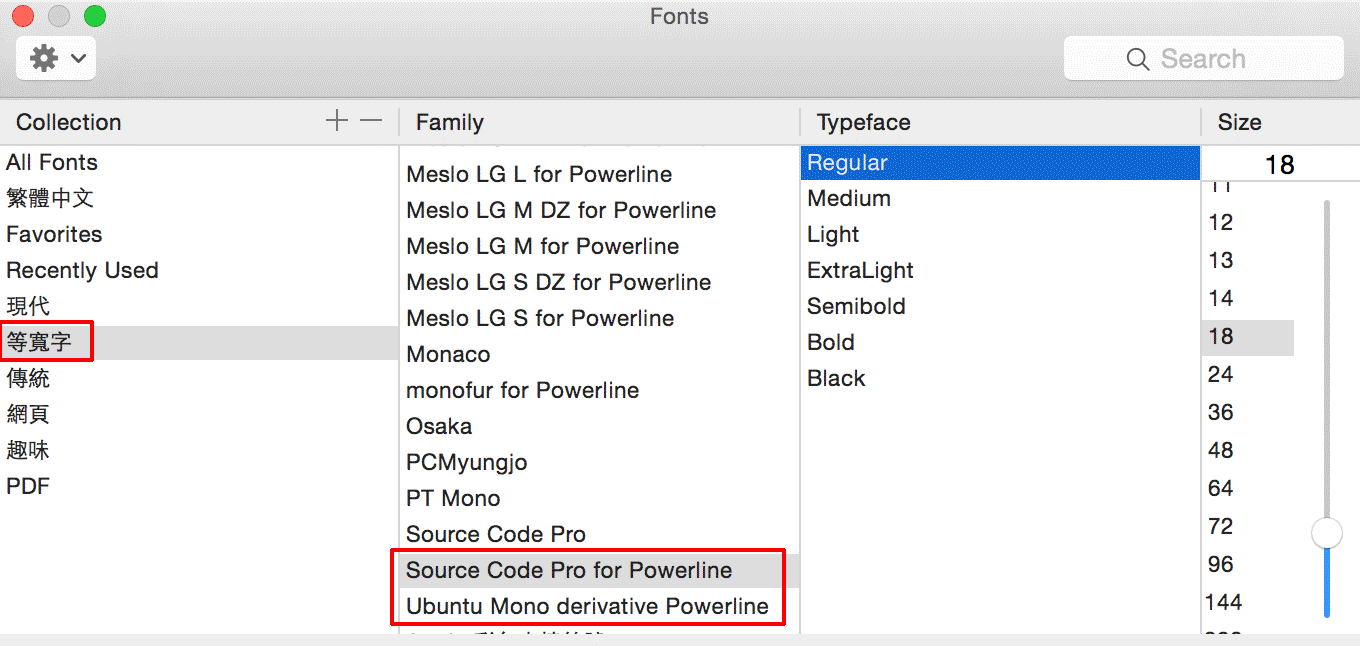 Fonts
Search
Collection
All Fonts
繁體中文
Favorites
Recently Used
現代
等寬字
傳統
網頁
趣味
PDF
Family
Meslo LG L for Powerline
Meslo LG M DZ for Powerline
Meslo LG M for Powerline
Meslo LG S DZ for Powerline
Meslo LG S for Powerline
Monaco
monofur for Powerline
Osaka
PCMyungjo
PT Mono
Source Code Pro
Source Code Pro for Powerline
Ubuntu Mono derivative Powerline
Typeface
Regular
Medium
Light
ExtraLight
Semibold
Bold
Black
Size
18
11
12
13
14
18
24
36
48
64
72
96
144